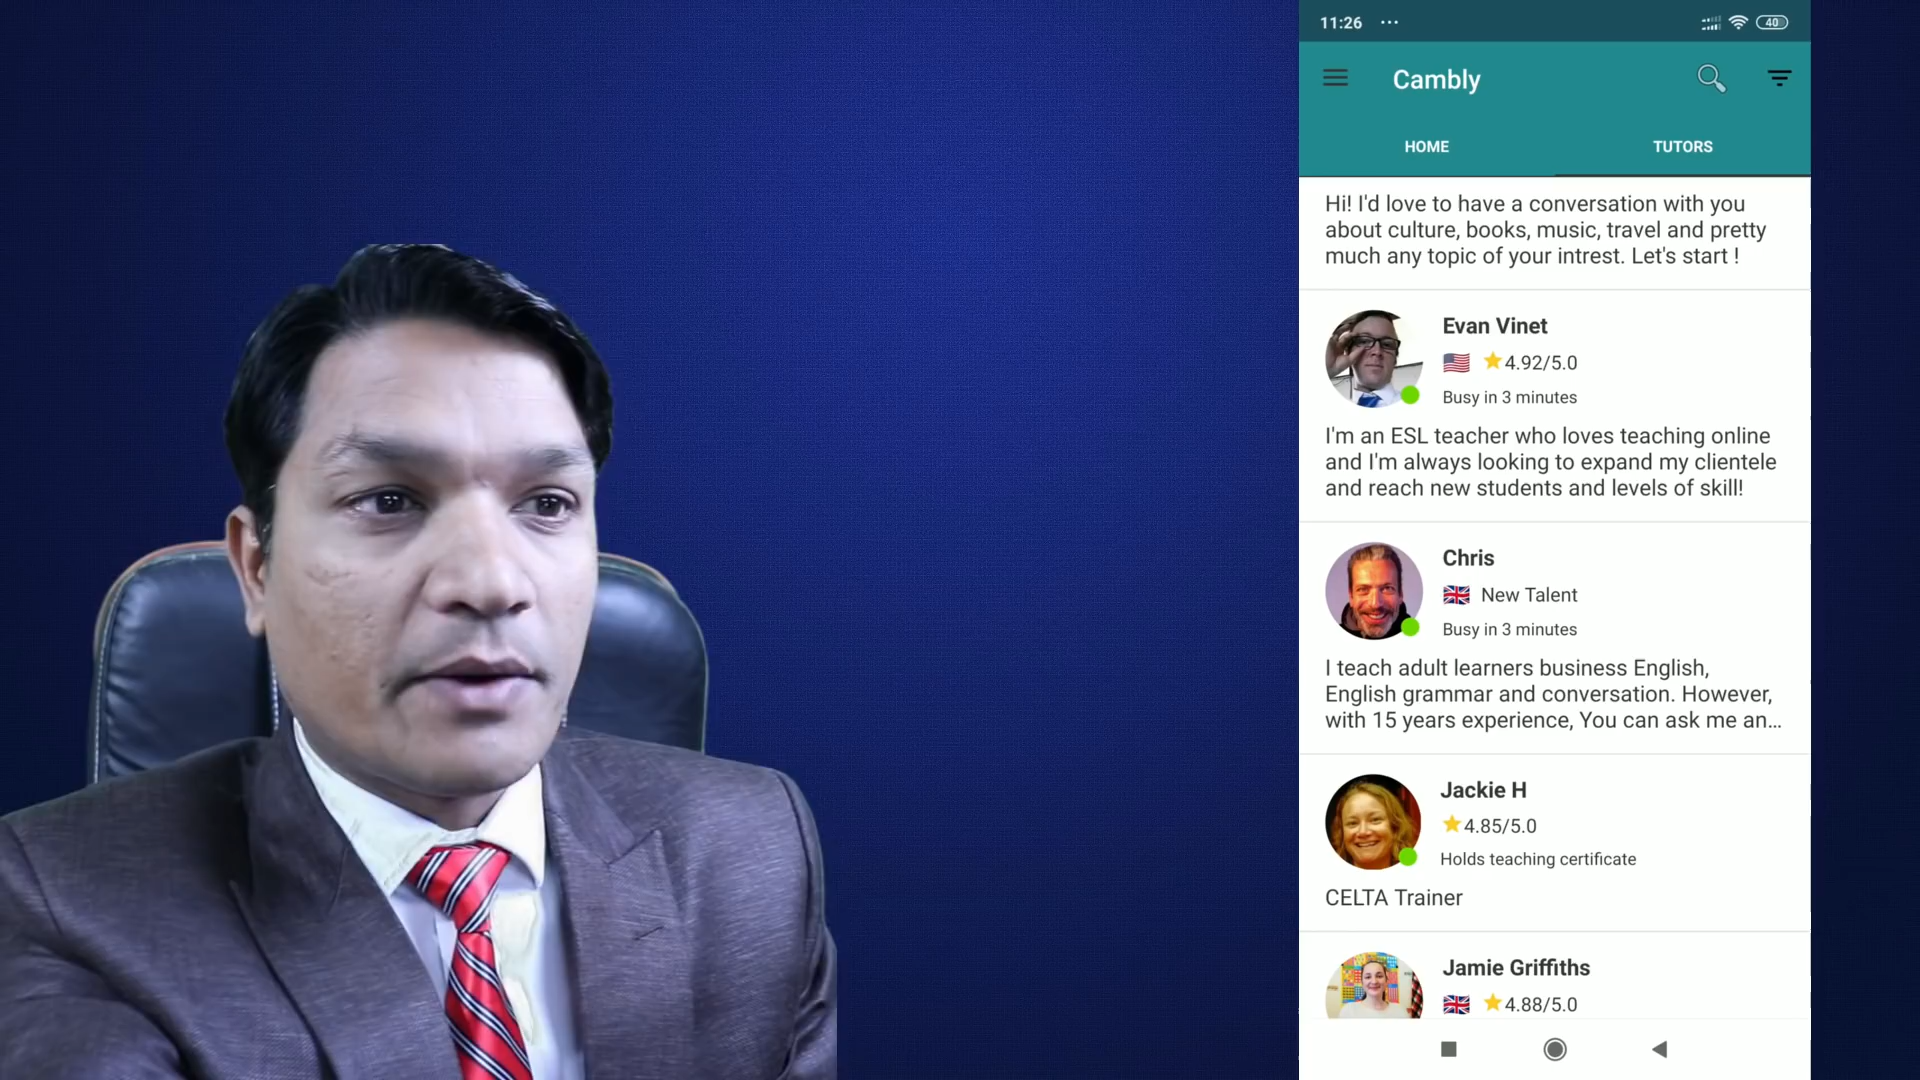 11:26 ...
40
Cambly
HOME
TUTORS
Hi! I'd love to have a conversation with you
about culture, books, music, travel and pretty
much any topic of your intrest. Let's start !
Evan Vinet
4.92/5.0
Busy in 3 minutes
I'm an ESL teacher who loves teaching online
and I'm always looking to expand my clientele
and reach new students and levels of skill!
Chris
New Talent
Busy in 3 minutes
I teach adult learners business English,
English grammar and conversation. However,
with 15 years experience, You can ask me an...
Jackie H
4.85/5.0
Holds teaching certificate
CELTA Trainer
Jamie Griffiths
4.88/5.0